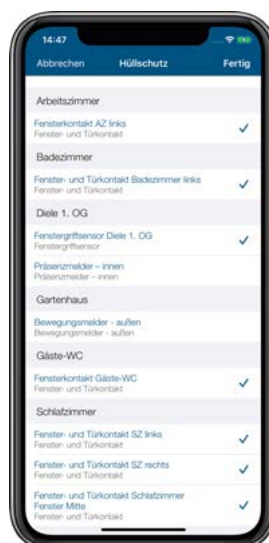 14:47
Abbrechen Hüllschutz Fertig
Arbeitszimmer
Fensterkontakt AZ links
Fenster- und Türkontakt
Badezimmer
Fenster- und Türkontakt Badezimmer links
Fenster- und Türkontakt
Diele 1. OG
Fenstergriffsensor Diele 1. OG
Fenstergriffsensor
Präsenzmelder – innen
Präsenzmelder – innen
Gartenhaus
Bewegungsmelder - außen
Bewegungsmelder - außen
Gäste-WC
Fensterkontakt Gäste-WC
Fenster- und Türkontakt
Schlafzimmer
Fenster- und Türkontakt SZ links
Fenster- und Türkontakt
Fenster- und Türkontakt SZ rechts
Fenster- und Türkontakt
Fenster- und Türkontakt Schlafzimmer
Fenster Mitte
Fenster- und Türkontakt